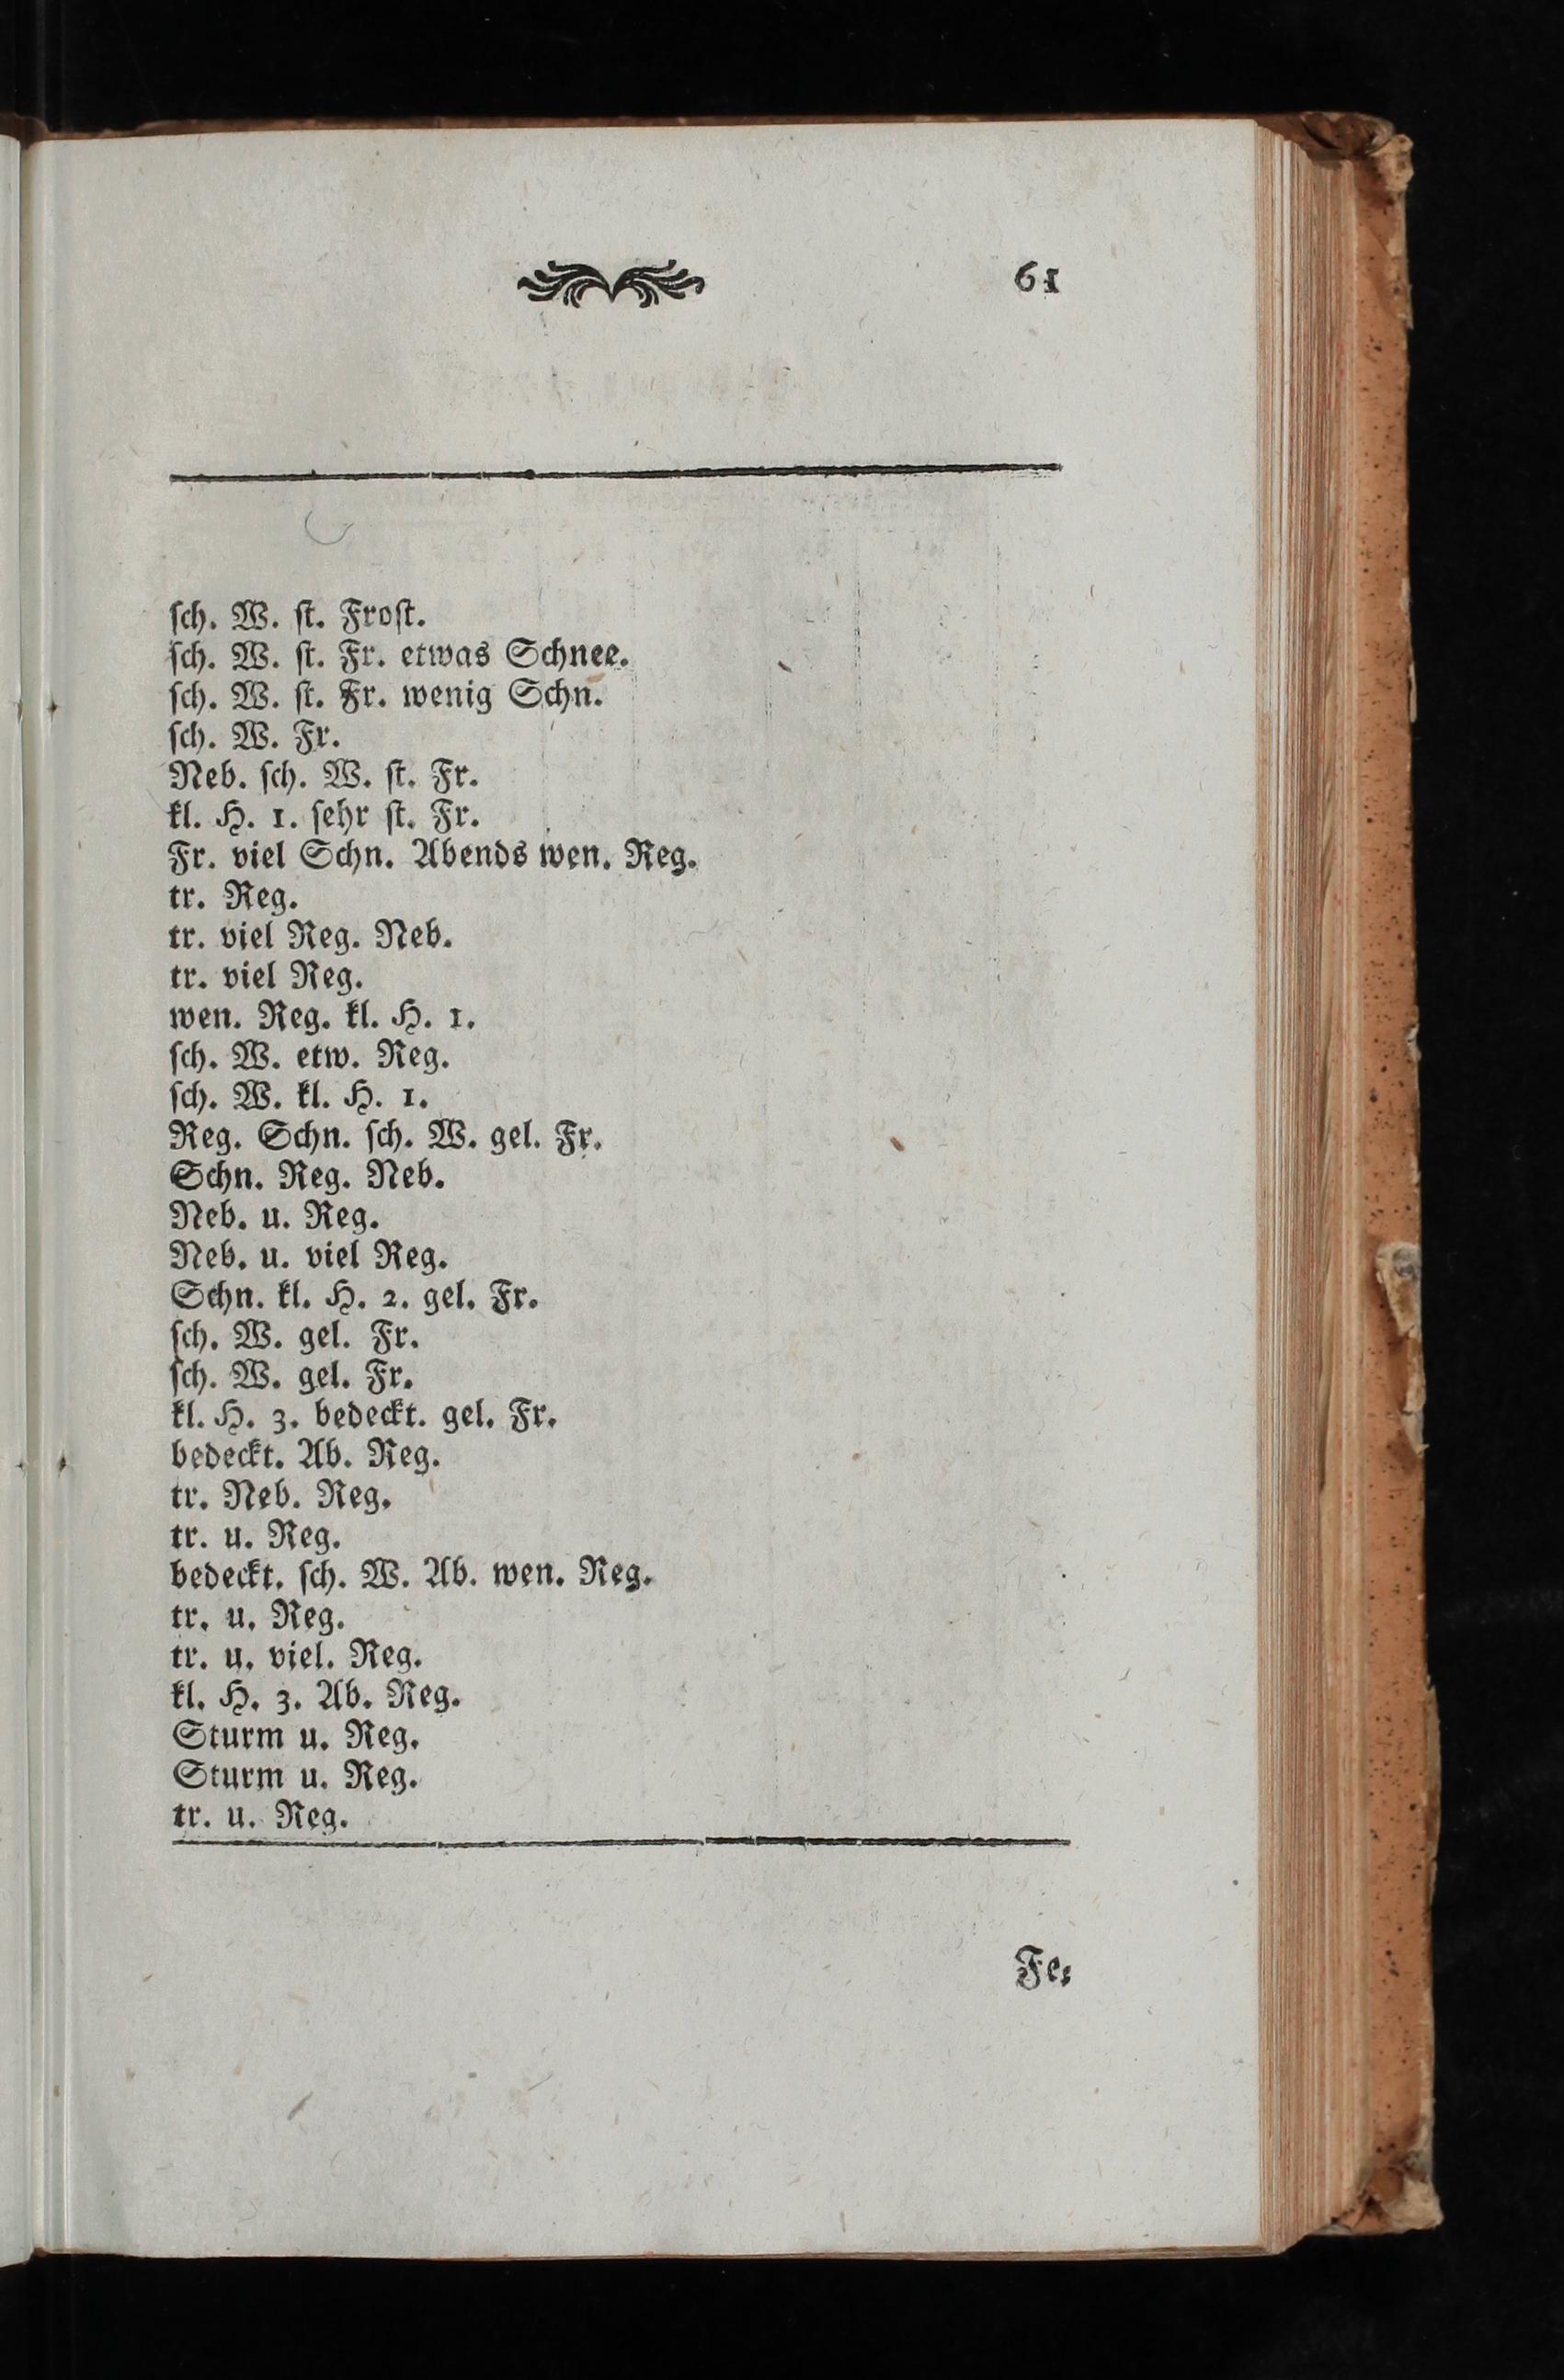 61
ſch. W. ſt. Froſt.
ſch. W. ſt. Fr. etwas Schnee.
ſch. W. ſt. Fr. wenig Schn.
ſch. W. Fr.
Neb. ſch. W. ſt. Fr.
kl. H. 1. ſehr ſt. Fr.
Fr. viel Schn. Abends wen. Reg.
tr. Reg.
tr. viel Reg. Neb.
tr. viel Reg.
wen. Reg. kl. H. 1.
ſch. W. etw. Reg.
ſch. W. kl. H. 1.
Reg. Schn. ſch. W. gel. Fr.
Schn. Reg. Neb.
Neb. u. Reg.
Neb. u. viel Reg.
Schn. kl. H. 2. gel. Fr.
ſch. W. gel. Fr.
ſch. W. gel. Fr.
kl. H. 3. bedeckt. gel. Fr.
bedeckt. Ab. Reg.
tr. Neb. Reg.
tr. u. Reg.
bedeckt. ſch. W. Ab. wen. Reg.
tr. u. Reg.
tr. u. viel. Reg.
kl. H. 3. Ab. Reg.
Sturm u. Reg.
Sturm u. Reg.
tr. u. Reg.
Fe⸗